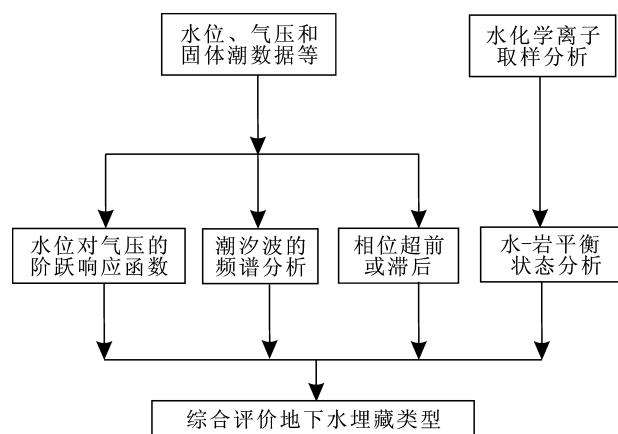 水位、气压和
固体潮数据等
水化学离子
取样分析
水位对气压的
阶跃响应函数
潮汐波的
频谱分析
相位超前
或滞后
水-岩平衡
状态分析
综合评价地下水埋藏类型